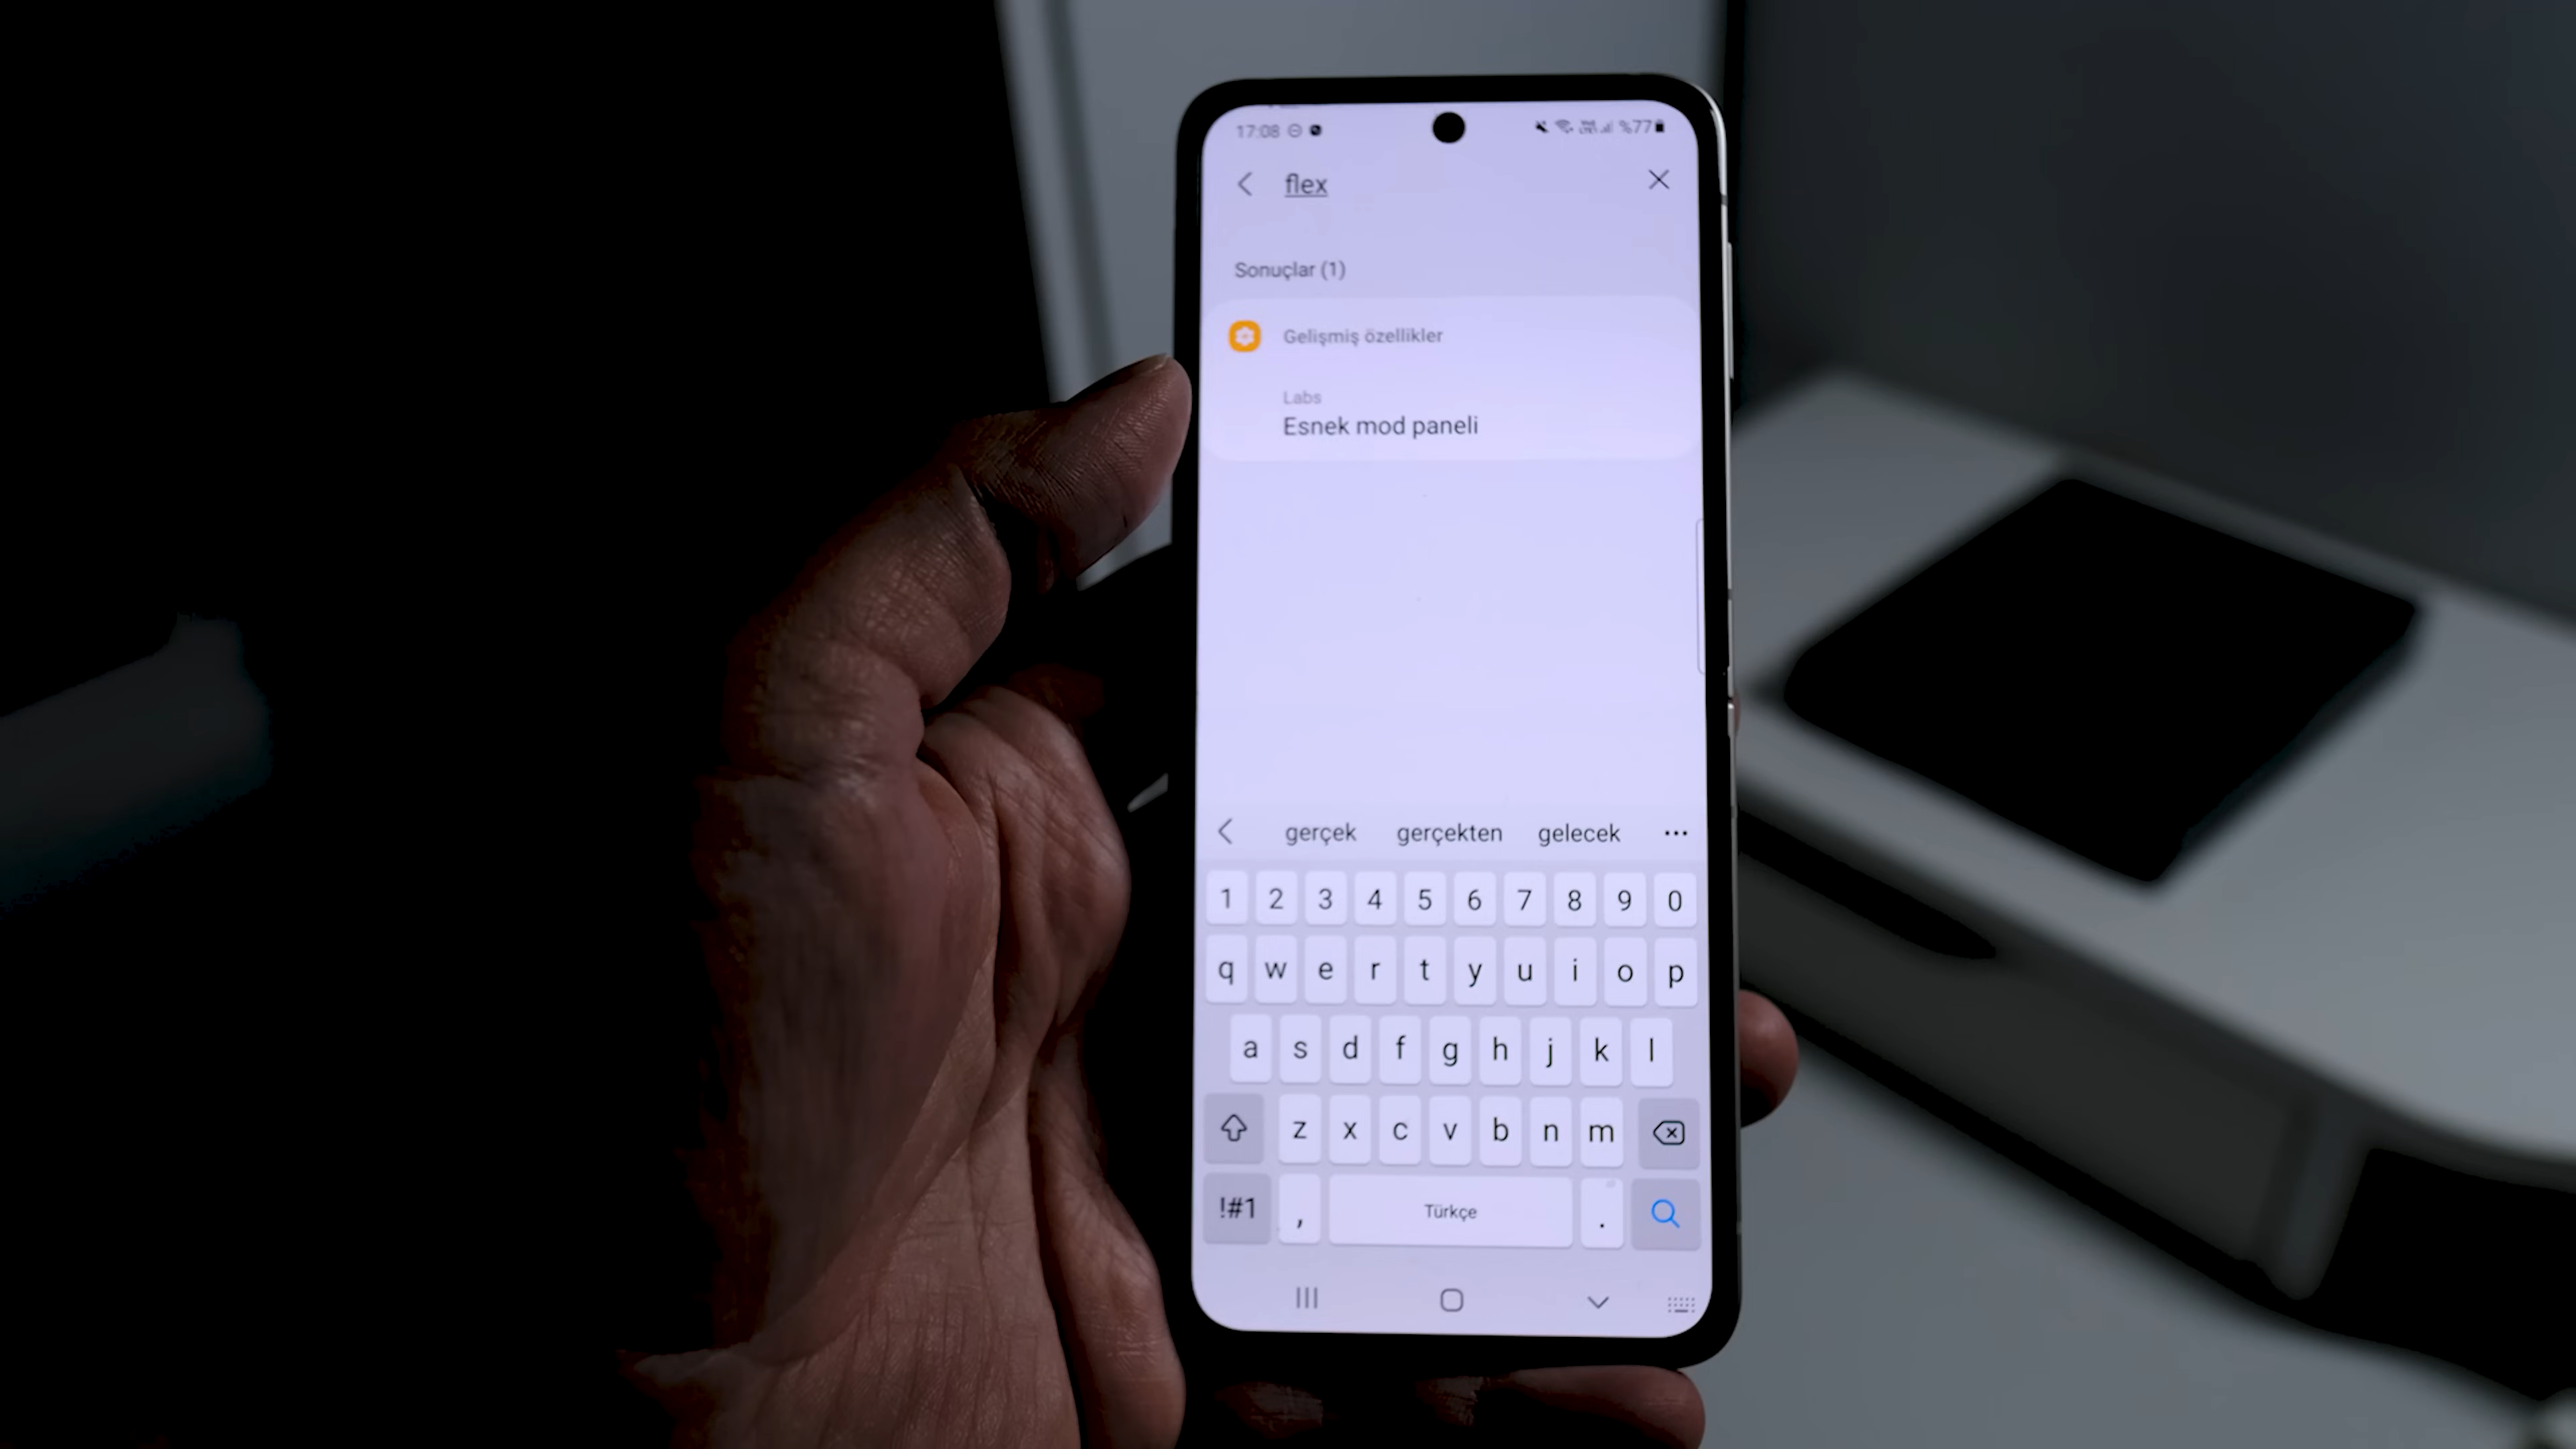 17:08 %77
flex
Sonuçlar (1)
Gelişmiş özellikler
Labs
Esnek mod paneli
gerçek gerçekten gelecek
1 2 3 4 5 6 7 8 9 0
q w e r t y u i o p
a s d f g h j k l
z x c v b n m
!#1 , Türkçe .